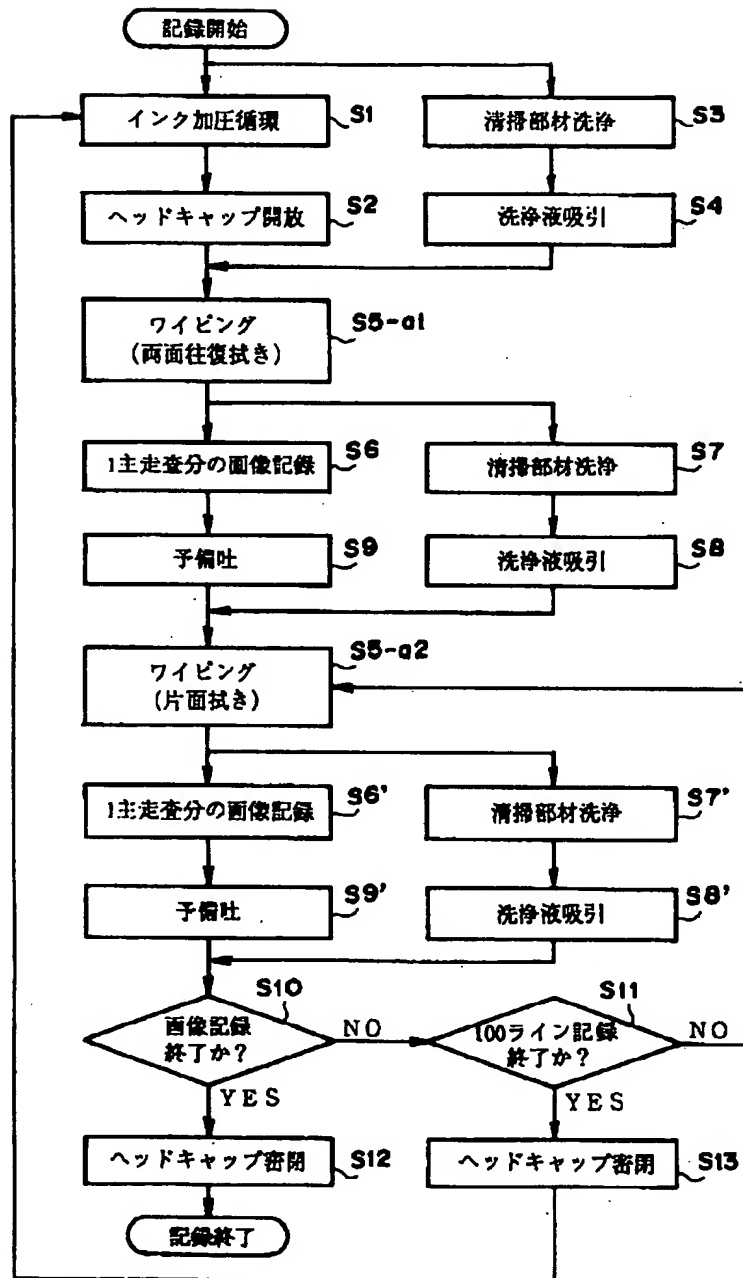 記録開始
インク加圧循環
S1
清掃部材洗浄
S3
ヘッドキャップ開放
S2
洗浄液吸引
S4
ワイピング
(両面往復拭き)
S5-a1
1主走査分の画像記録
S6
清掃部材洗浄
S7
予備吐
S9
洗浄液吸引
S8
ワイピング
(片面拭き)
S5-a2
1主走査分の画像記録
S6'
清掃部材洗浄
S7'
予備吐
S9'
洗浄液吸引
S8'
画像記録
終了か?
S10
NO
100ライン記録
終了か?
S11
NO
YES
YES
ヘッドキャップ密閉
S12
ヘッドキャップ密閉
S13
記録終了